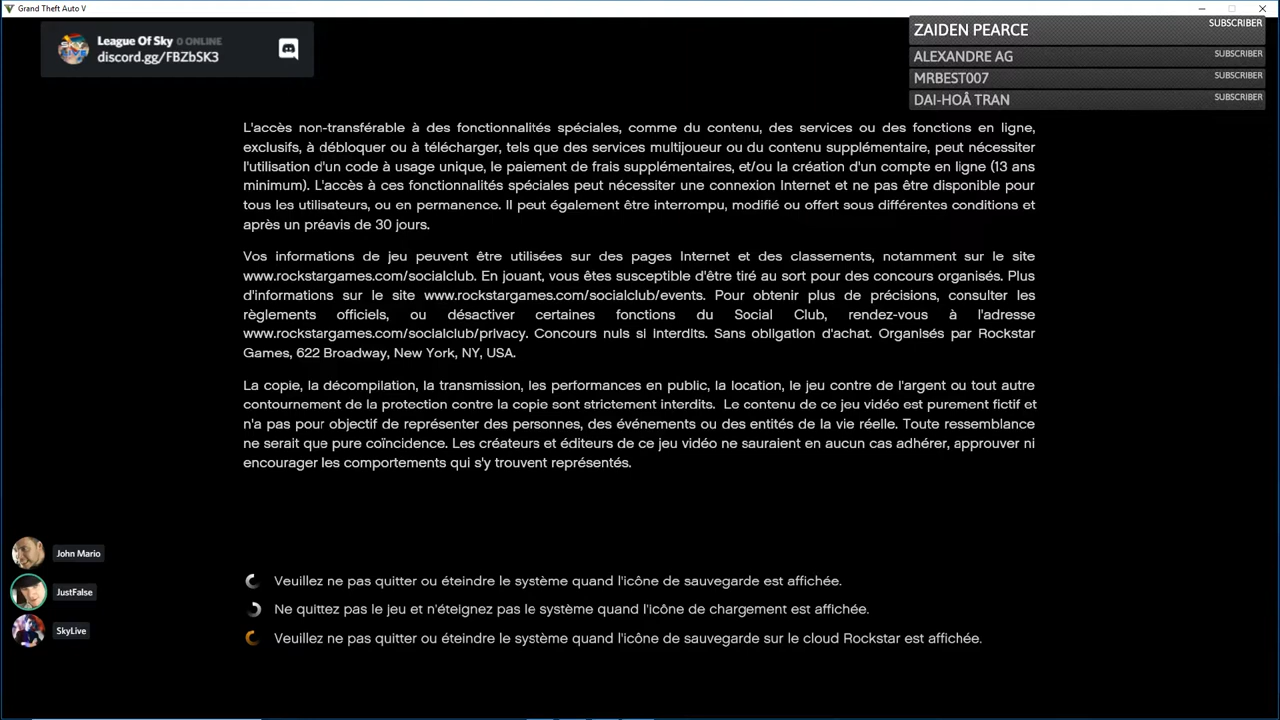 Grand Theft Auto V
League Of Sky 0 ONLINE
discord.gg/FBZbSK3
ZAIDEN PEARCE SUBSCRIBER
ALEXANDRE AG SUBSCRIBER
MRBEST007 SUBSCRIBER
DAI-HOÀ TRAN SUBSCRIBER
L'accès non-transférable à des fonctionnalités spéciales, comme du contenu, des services ou des fonctions en ligne,
exclusifs, à débloquer ou à télécharger, tels que des services multijoueur ou du contenu supplémentaire, peut nécessiter
l'utilisation d'un code à usage unique, le paiement de frais supplémentaires, et/ou la création d'un compte en ligne (13 ans
minimum). L'accès à ces fonctionnalités spéciales peut nécessiter une connexion Internet et ne pas être disponible pour
tous les utilisateurs, ou en permanence. Il peut également être interrompu, modifié ou offert sous différentes conditions et
après un préavis de 30 jours.
Vos informations de jeu peuvent être utilisées sur des pages Internet et des classements, notamment sur le site
www.rockstargames.com/socialclub. En jouant, vous êtes susceptible d'être tiré au sort pour des concours organisés. Plus
d'informations sur le site www.rockstargames.com/socialclub/events. Pour obtenir plus de précisions, consulter les
règlements officiels, ou désactiver certaines fonctions du Social Club, rendez-vous à l'adresse
www.rockstargames.com/socialclub/privacy. Concours nuls si interdits. Sans obligation d'achat. Organisés par Rockstar
Games, 622 Broadway, New York, NY, USA.
La copie, la décompilation, la transmission, les performances en public, la location, le jeu contre de l'argent ou tout autre
contournement de la protection contre la copie sont strictement interdits. Le contenu de ce jeu vidéo est purement fictif et
n'a pas pour objectif de représenter des personnes, des événements ou des entités de la vie réelle. Toute ressemblance
ne serait que pure coïncidence. Les créateurs et éditeurs de ce jeu vidéo ne sauraient en aucun cas adhérer, approuver ni
encourager les comportements qui s'y trouvent représentés.
John Mario
JustFalse
SkyLive
Veuillez ne pas quitter ou éteindre le système quand l'icône de sauvegarde est affichée.
Ne quittez pas le jeu et n'éteignez pas le système quand l'icône de chargement est affichée.
Veuillez ne pas quitter ou éteindre le système quand l'icône de sauvegarde sur le cloud Rockstar est affichée.